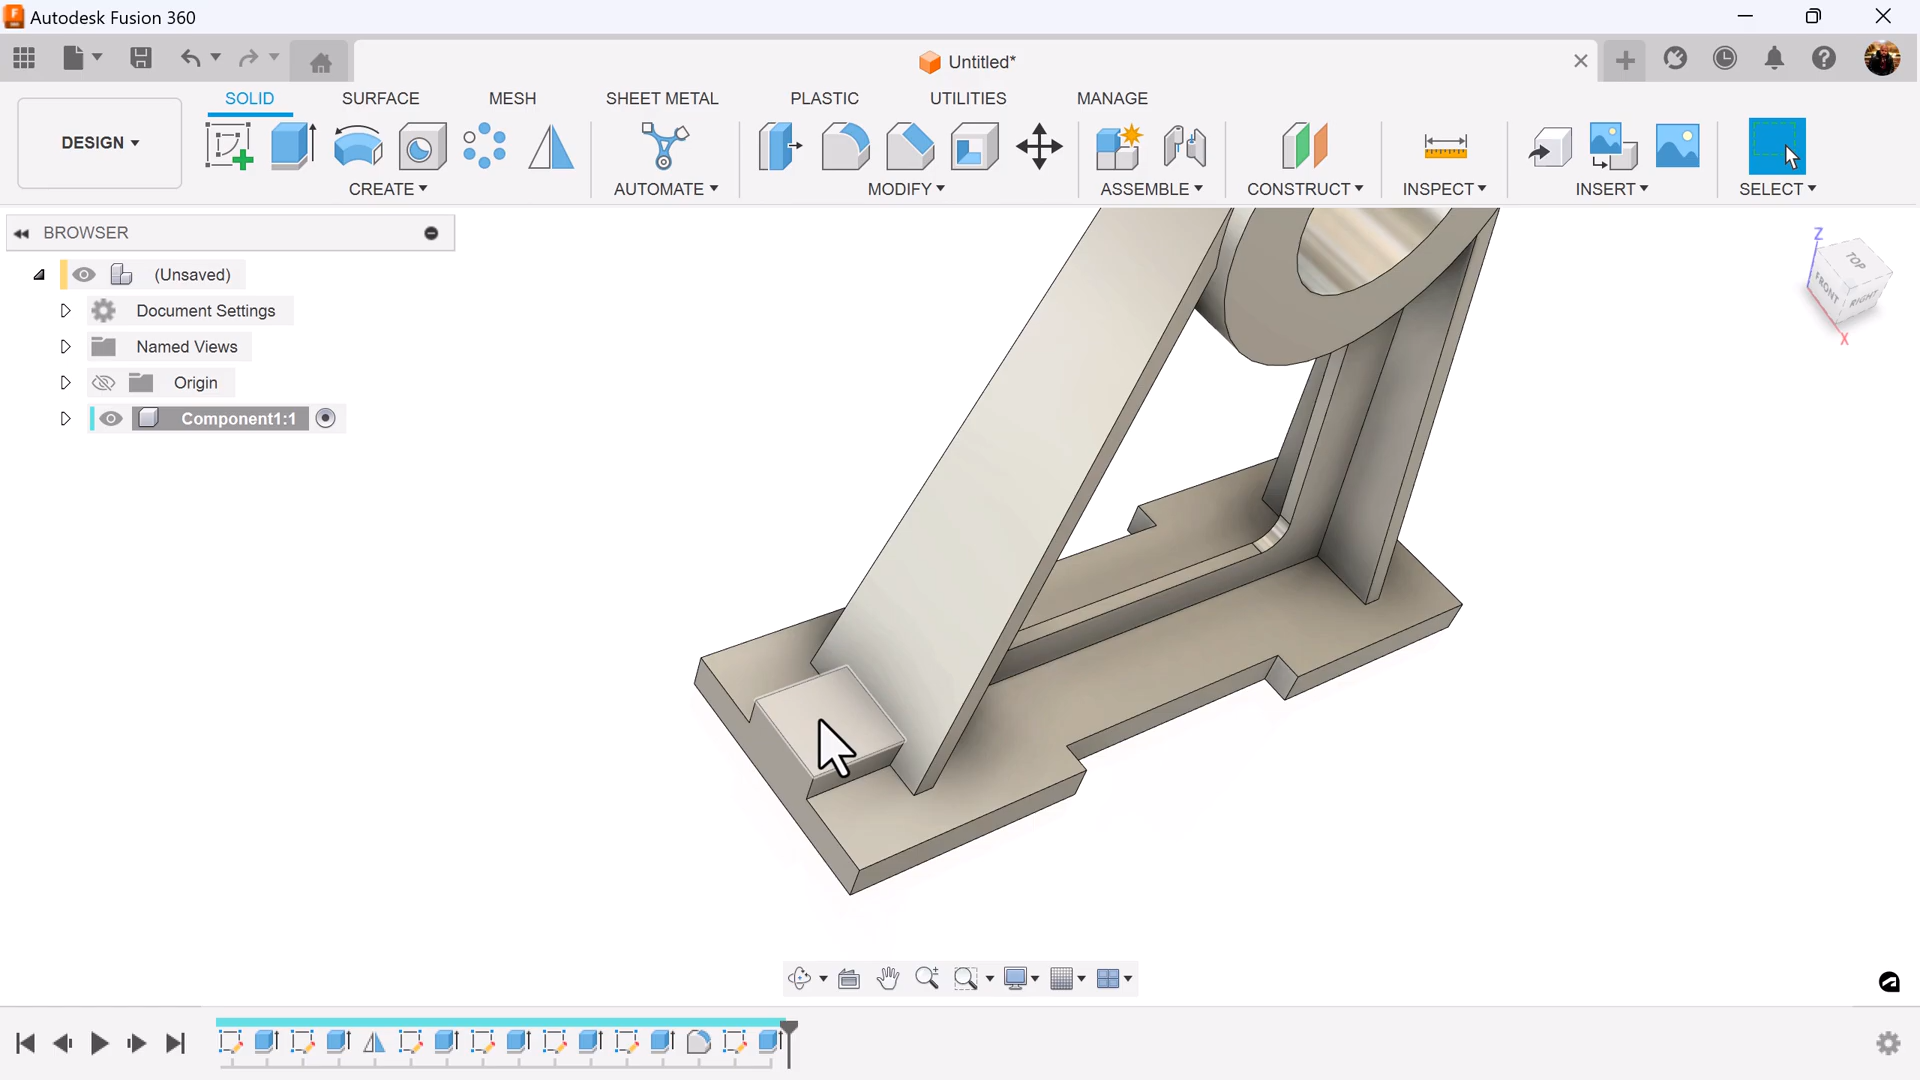 Autodesk Fusion 360
Untitled*
SOLID SURFACE MESH SHEET METAL PLASTIC UTILITIES MANAGE
DESIGN
CREATE AUTOMATE MODIFY ASSEMBLE CONSTRUCT INSPECT INSERT SELECT
BROWSER
(Unsaved)
Document Settings
Named Views
Origin
Component1:1
Z
TOP
FRONT RIGHT
X